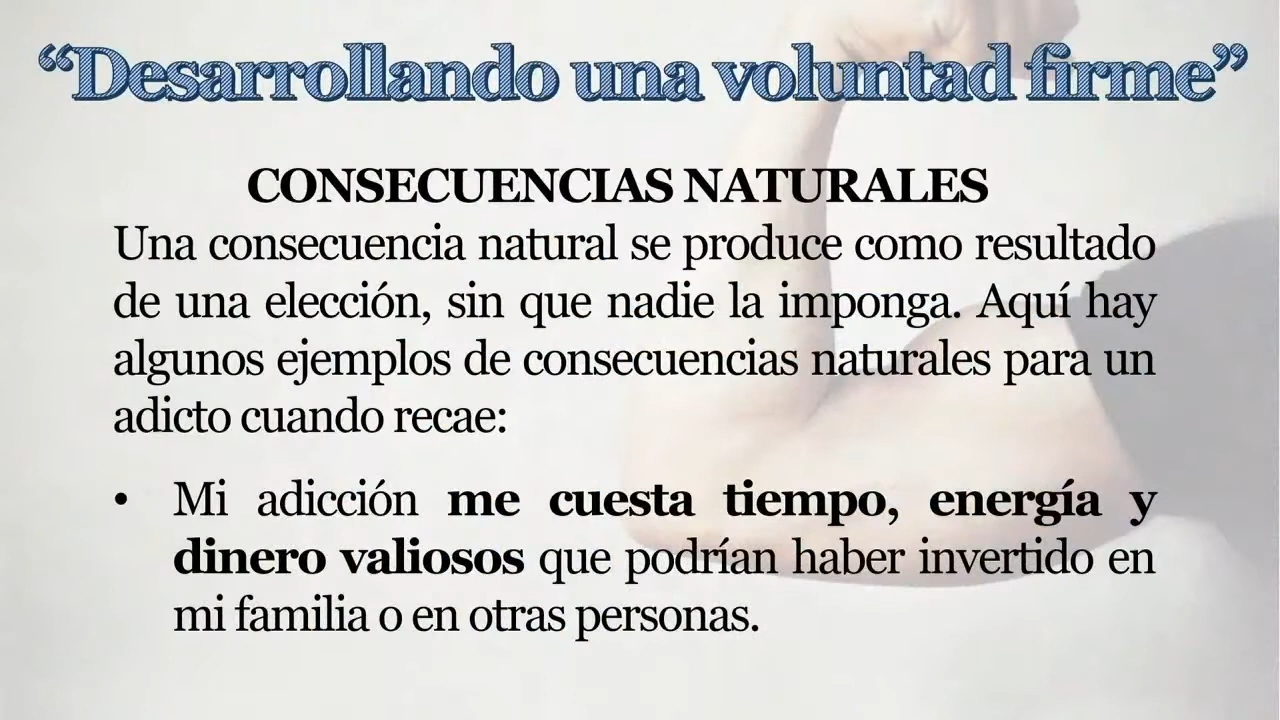 “Desarrollando una voluntad firme”
CONSECUENCIAS NATURALES
Una consecuencia natural se produce como resultado
de una elección, sin que nadie la imponga. Aquí hay
algunos ejemplos de consecuencias naturales para un
adicto cuando recae:
• Mi adicción me cuesta tiempo, energía y
dinero valiosos que podrían haber invertido en
mi familia o en otras personas.